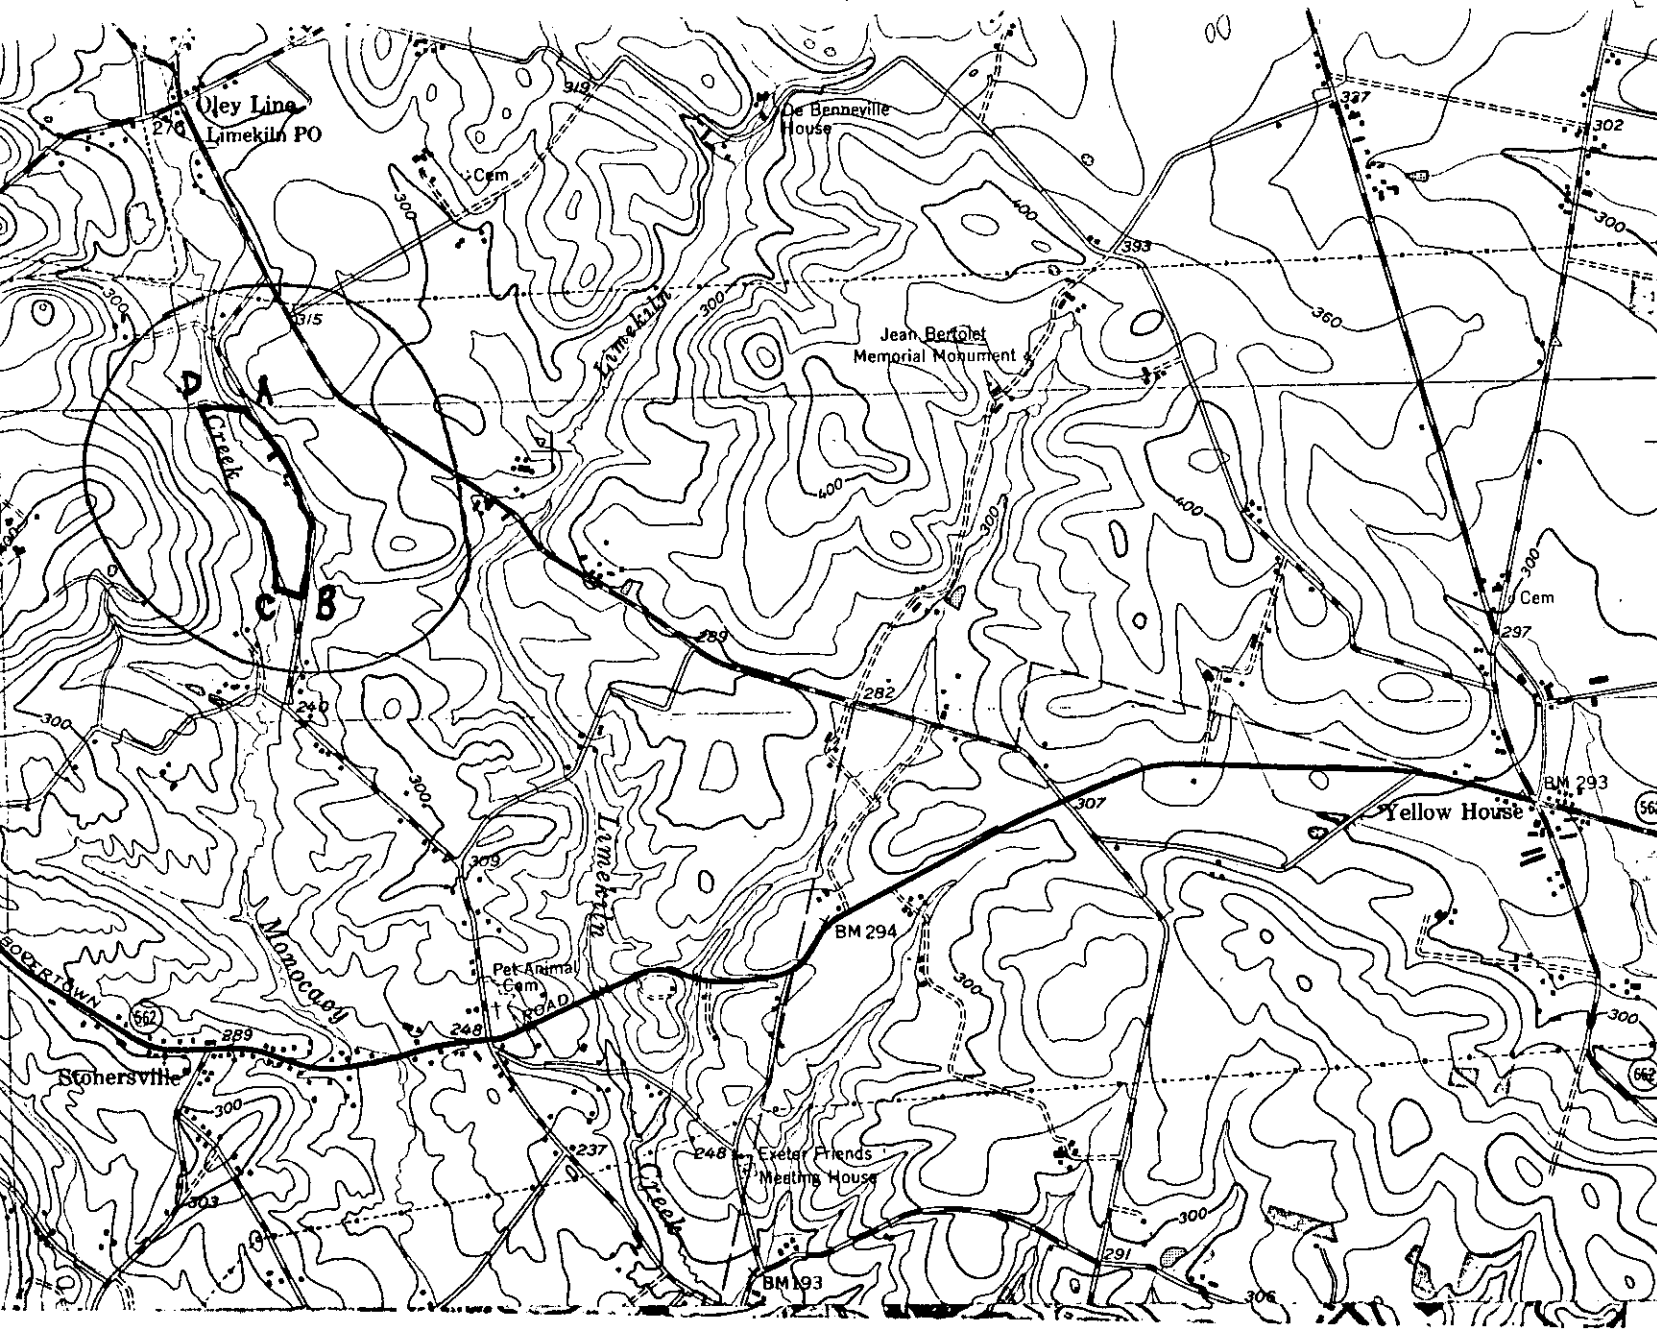 Oley Line
276
Limekiln PO
319
De Benneville
House
337
302
Cem
300
400
393
300
300
315
Limekiln
300
360
Jean Bertolet
Memorial Monument
D
A
Creek
400
400
300
300
Cem
C
B
297
289
282
240
300
300
307
BM 293
Yellow House
562
309
Limekiln
BM 294
Monocacy
BOYERTOWN
562
Pet Animal
Cem
ROAD
300
289
248
300
Stonersville
662
300
237
248
Exeter Friends
Meeting House
303
Creek
300
291
BM 193
306